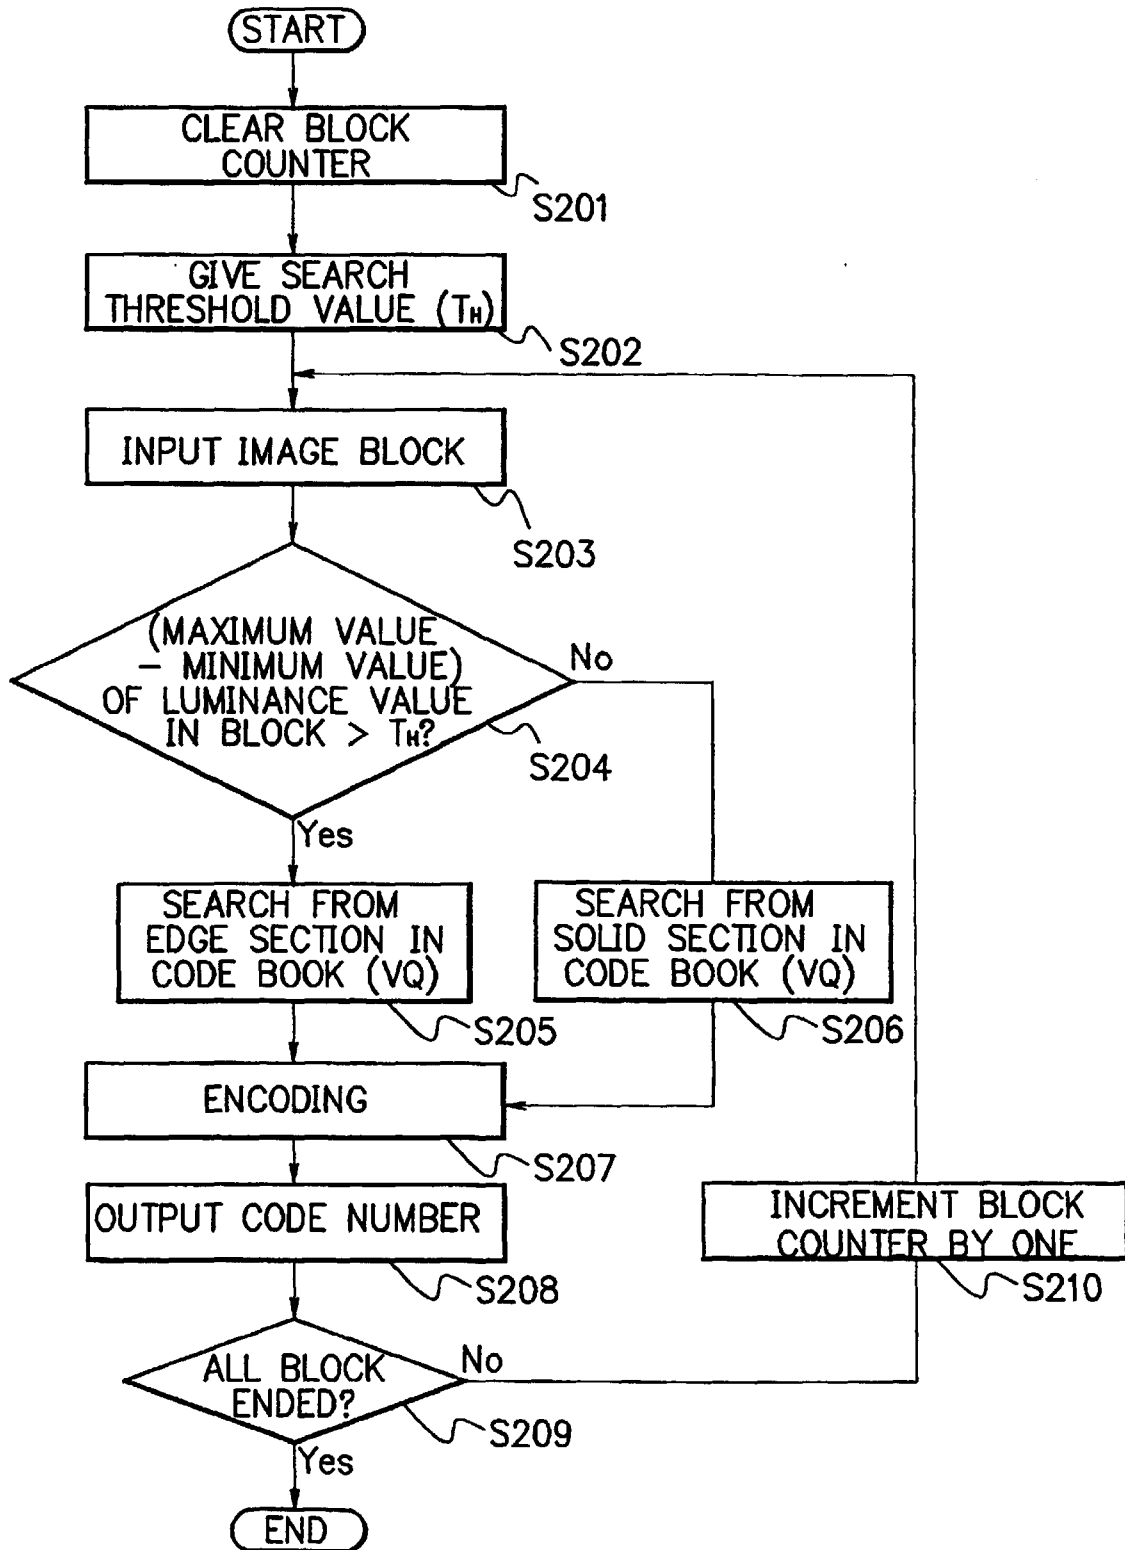 START
CLEAR BLOCK
COUNTER
S201
GIVE SEARCH
THRESHOLD VALUE (TH)
S202
INPUT IMAGE BLOCK
S203
(MAXIMUM VALUE
- MINIMUM VALUE)
OF LUMINANCE VALUE
IN BLOCK > TH?
No
S204
Yes
SEARCH FROM
EDGE SECTION IN
CODE BOOK (VQ)
S205
SEARCH FROM
SOLID SECTION IN
CODE BOOK (VQ)
S206
ENCODING
S207
OUTPUT CODE NUMBER
S208
INCREMENT BLOCK
COUNTER BY ONE
S210
ALL BLOCK
ENDED?
No
S209
Yes
END